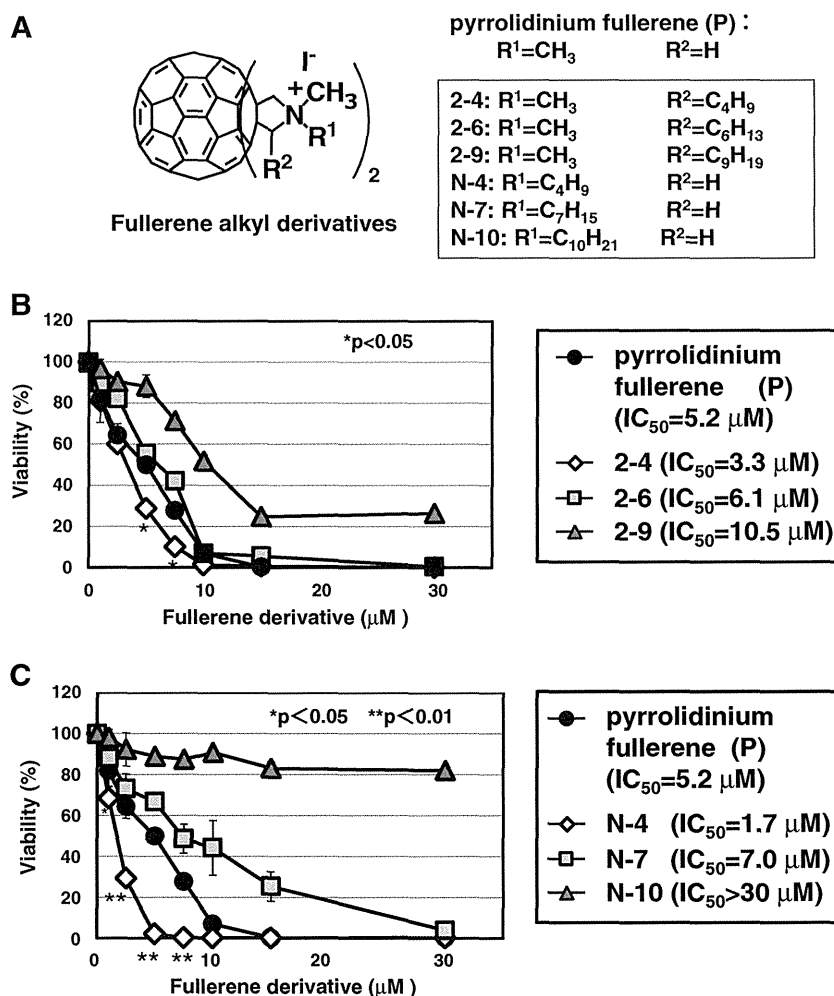 A
I-
+
CH3
N
R1
R2
2
Fullerene alkyl derivatives
pyrrolidinium fullerene (P) :
R1=CH3 R2=H
2-4: R1=CH3 R2=C4H9
2-6: R1=CH3 R2=C6H13
2-9: R1=CH3 R2=C9H19
N-4: R1=C4H9 R2=H
N-7: R1=C7H15 R2=H
N-10: R1=C10H21 R2=H
B
120
100
80
60
40
20
0
Viability (%)
*p<0.05
*
*
0 10 20 30
Fullerene derivative (μM )
pyrrolidinium
fullerene (P)
(IC50=5.2 μM)
2-4 (IC50=3.3 μM)
2-6 (IC50=6.1 μM)
2-9 (IC50=10.5 μM)
C
120
100
80
60
40
20
0
Viability (%)
*p<0.05 **p<0.01
*
**
** **
0 10 20 30
Fullerene derivative (μM )
pyrrolidinium
fullerene (P)
(IC50=5.2 μM)
N-4 (IC50=1.7 μM)
N-7 (IC50=7.0 μM)
N-10 (IC50>30 μM)